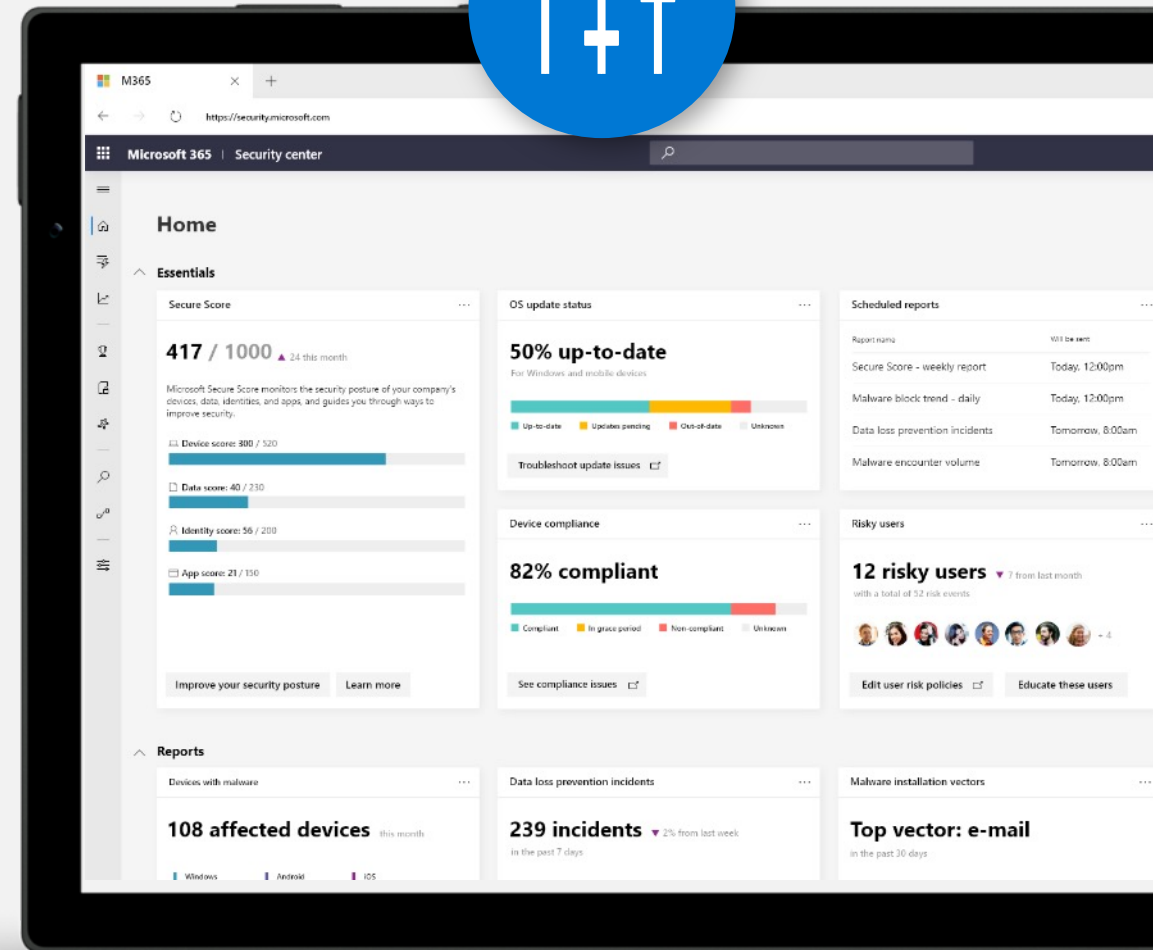 M365
https://security.microsoft.com
Microsoft 365 | Security center
Home
Essentials
Secure Score
417 / 1000 ▲ 24 this month
Microsoft Secure Score monitors the security posture of your company's
devices, data, identities, and apps, and guides you through ways to
improve security.
Device score: 300 / 520
Data score: 40 / 230
Identity score: 56 / 200
App score: 21 / 150
Improve your security posture
Learn more
OS update status
50% up-to-date
For Windows and mobile devices
Up-to-date Updates pending Out-of-date Unknown
Troubleshoot update issues
Scheduled reports
Report name Will be sent
Secure Score - weekly report Today, 12:00pm
Malware block trend - daily Today, 12:00pm
Data loss prevention incidents Tomorrow, 8:00am
Malware encounter volume Tomorrow, 8:00am
Device compliance
82% compliant
Compliant In grace period Non-compliant Unknown
See compliance issues
Risky users
12 risky users ▼ 7 from last month
with a total of 52 risk events
+ 4
Edit user risk policies
Educate these users
Reports
Devices with malware
108 affected devices this month
Windows Android iOS
Data loss prevention incidents
239 incidents ▼ 2% from last week
in the past 7 days
Malware installation vectors
Top vector: e-mail
in the past 30 days